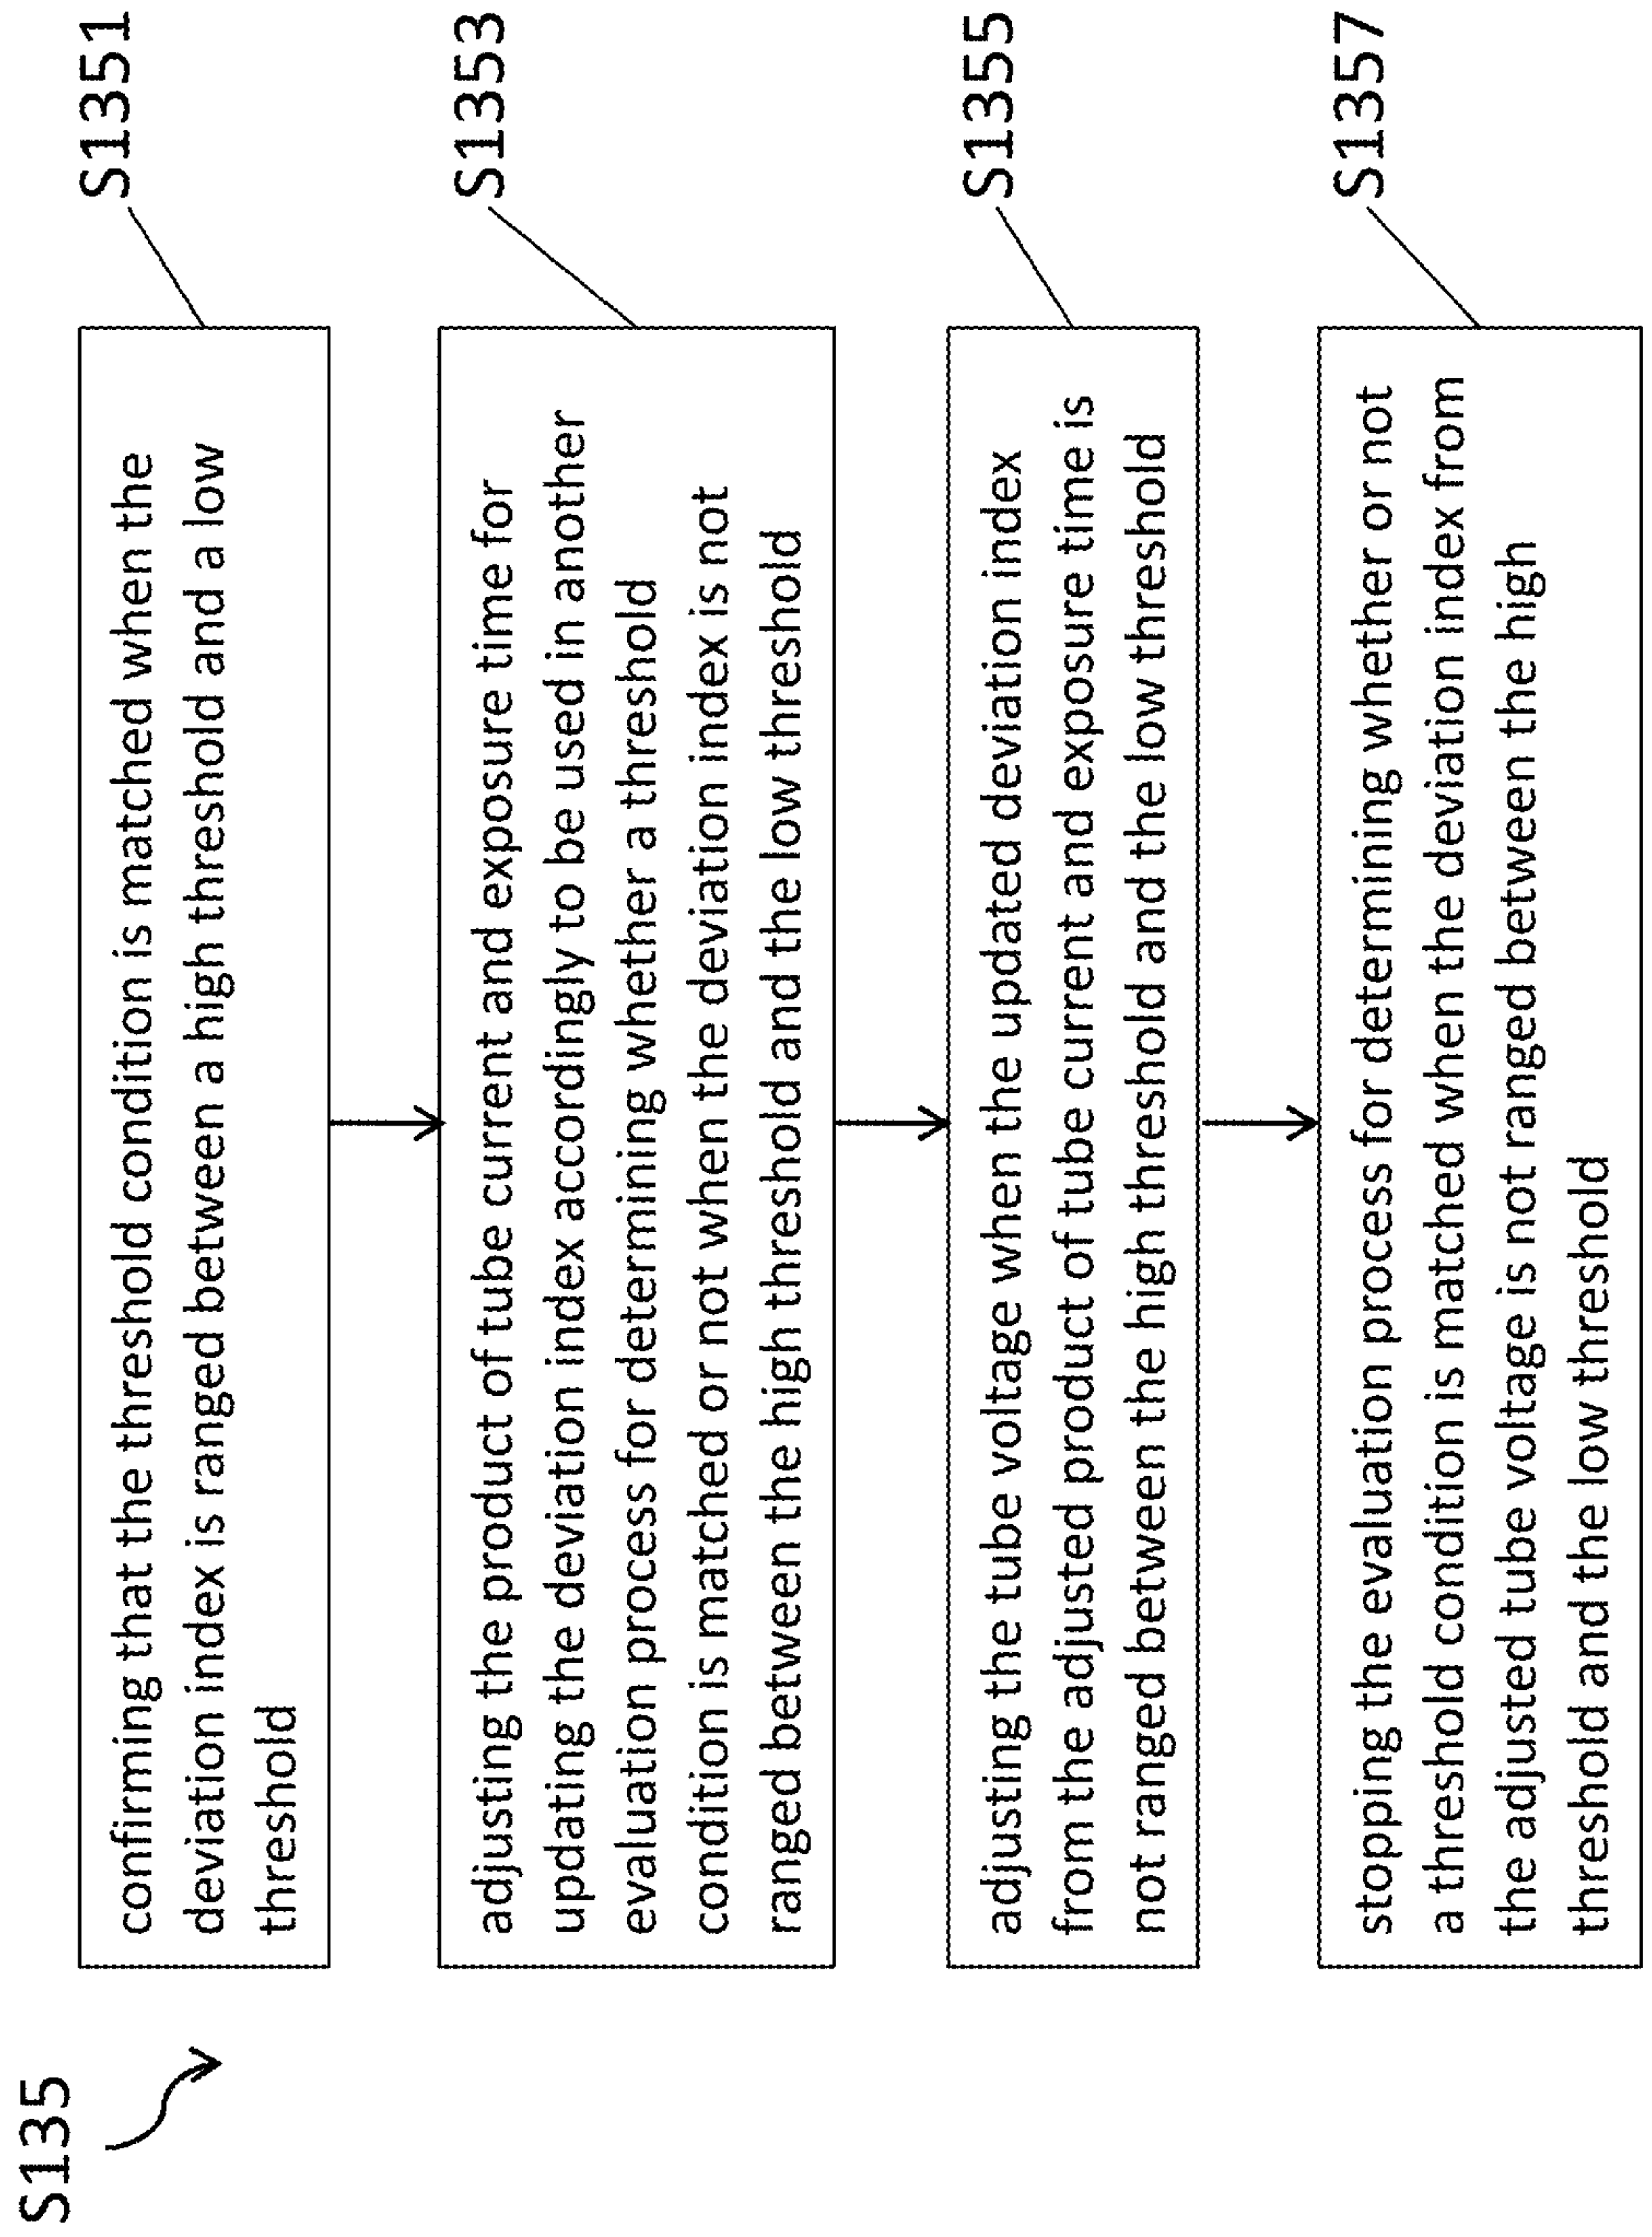 S135
confirming that the threshold condition is matched when the
deviation index is ranged between a high threshold and a low
threshold
S1351
adjusting the product of tube current and exposure time for
updating the deviation index accordingly to be used in another
evaluation process for determining whether a threshold
condition is matched or not when the deviation index is not
ranged between the high threshold and the low threshold
S1353
adjusting the tube voltage when the updated deviation index
from the adjusted product of tube current and exposure time is
not ranged between the high threshold and the low threshold
S1355
stopping the evaluation process for determining whether or not
a threshold condition is matched when the deviation index from
the adjusted tube voltage is not ranged between the high
threshold and the low threshold
S1357